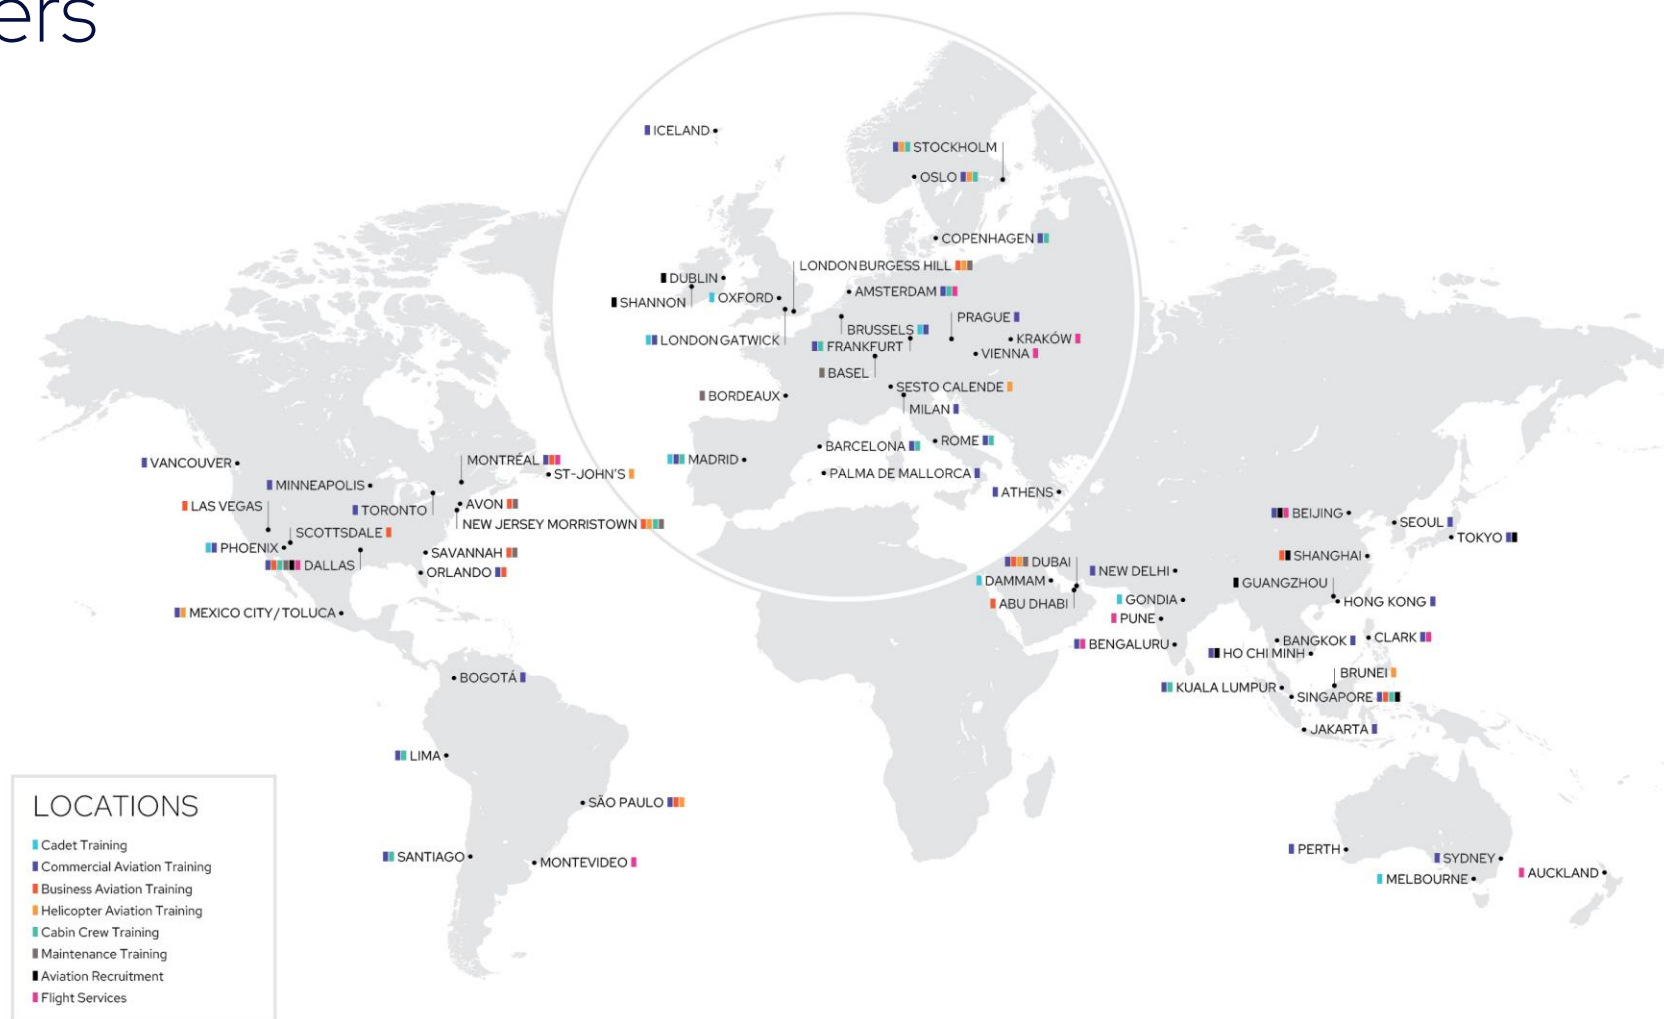 ers
ICELAND
STOCKHOLM
OSLO
COPENHAGEN
LONDON BURGESS HILL
DUBLIN
AMSTERDAM
OXFORD
SHANNON
PRAGUE
BRUSSELS
LONDON GATWICK
KRAKÓW
FRANKFURT
VIENNA
BASEL
SESTO CALENDE
BORDEAUX
MILAN
ROME
BARCELONA
MADRID
PALMA DE MALLORCA
ATHENS
VANCOUVER
MONTRÉAL
ST-JOHN'S
MINNEAPOLIS
LAS VEGAS
TORONTO
AVON
NEW JERSEY MORRISTOWN
SCOTTSDALE
PHOENIX
SAVANNAH
DALLAS
ORLANDO
MEXICO CITY/TOLUCA
BEIJING
SEOUL
TOKYO
SHANGHAI
DUBAI
NEW DELHI
DAMMAM
GUANGZHOU
ABU DHABI
GONDIA
HONG KONG
PUNE
BENGALURU
BANGKOK
CLARK
HO CHI MINH
BRUNEI
KUALA LUMPUR
SINGAPORE
JAKARTA
BOGOTÁ
LIMA
SÃO PAULO
SANTIAGO
MONTEVIDEO
PERTH
SYDNEY
MELBOURNE
AUCKLAND
LOCATIONS
Cadet Training
Commercial Aviation Training
Business Aviation Training
Helicopter Aviation Training
Cabin Crew Training
Maintenance Training
Aviation Recruitment
Flight Services